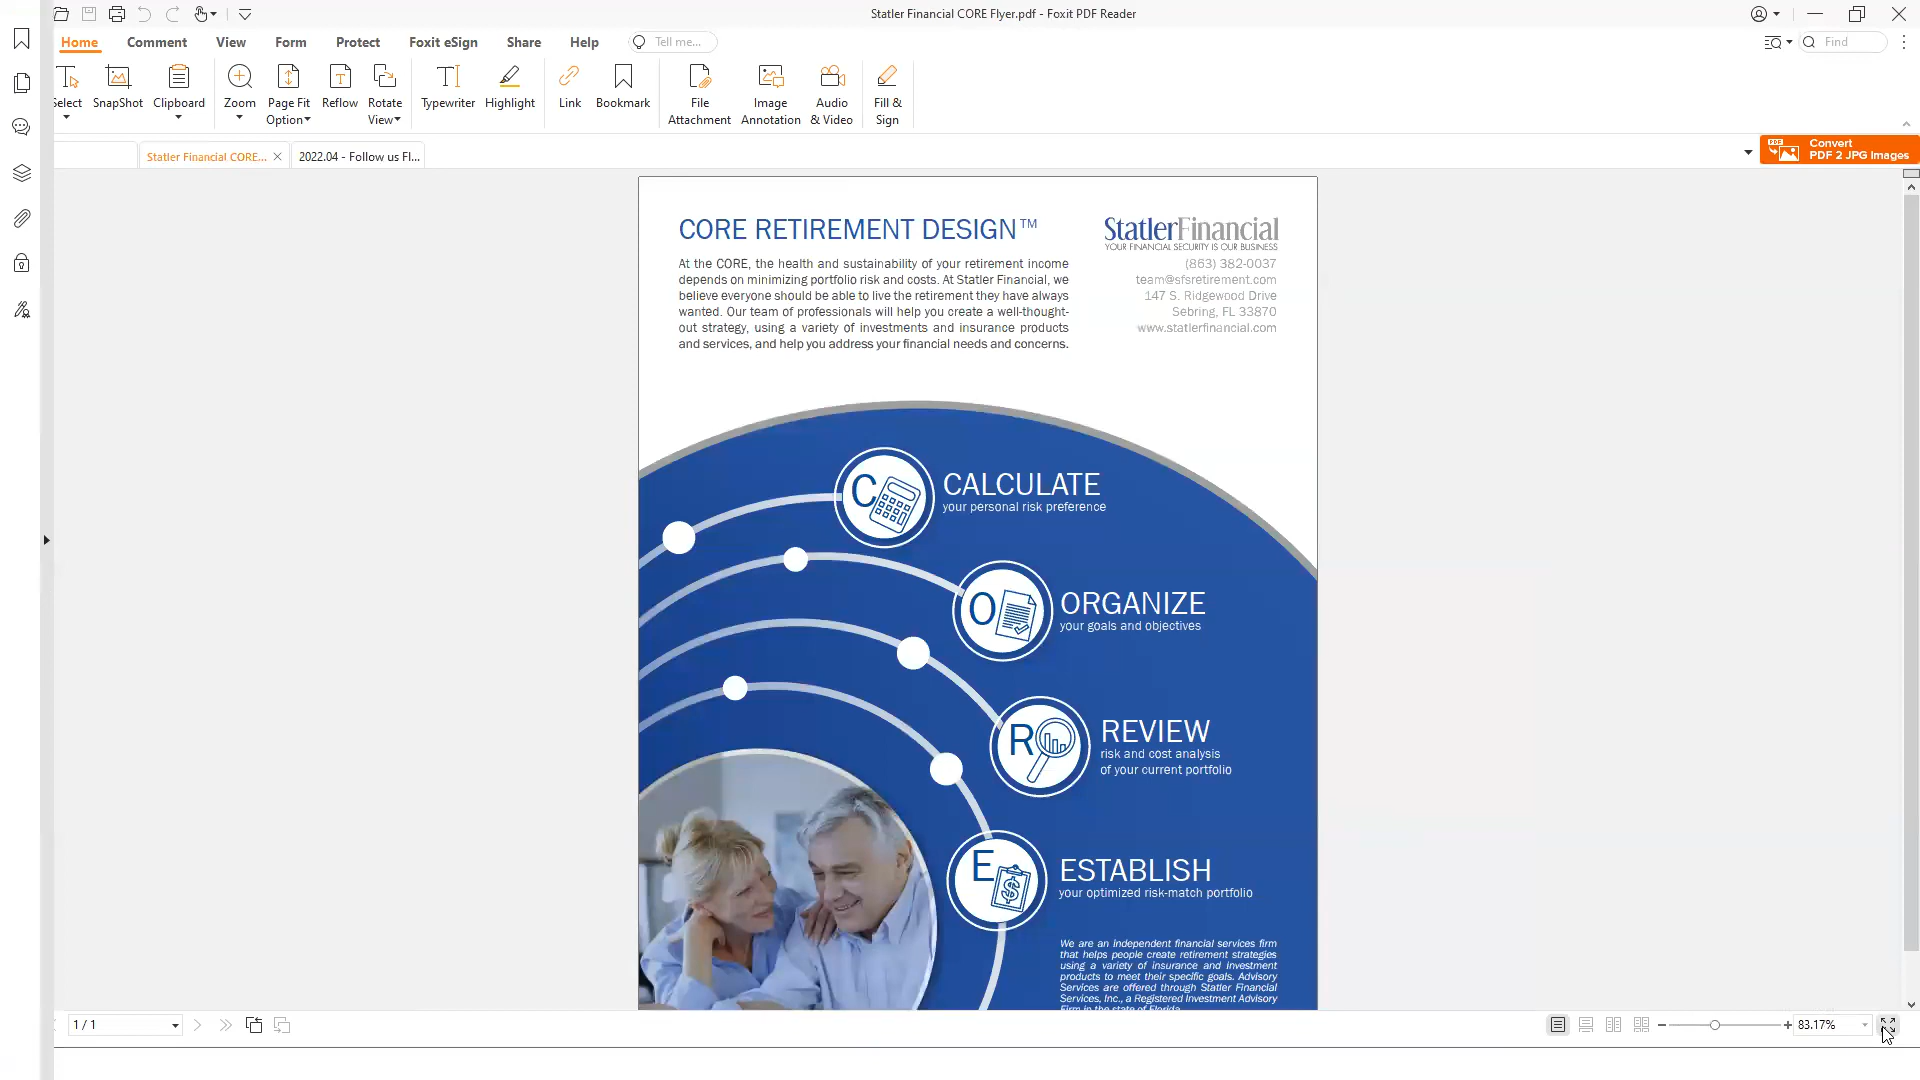 Statler Financial CORE Flyer.pdf - Foxit PDF Reader
Home Comment View Form Protect Foxit eSign Share Help Tell me... Find
SnapShot Clipboard Zoom Page Fit Option Reflow Rotate View Typewriter Highlight Link Bookmark File Attachment Image Annotation Audio & Video Fill & Sign
Statler Financial CORE... 2022.04 - Follow us Fl...
Convert
PDF 2 JPG Images
CORE RETIREMENT DESIGN™
At the CORE, the health and sustainability of your retirement income
depends on minimizing portfolio risk and costs. At Statler Financial, we
believe everyone should be able to live the retirement they have always
wanted. Our team of professionals will help you create a well-thought-
out strategy, using a variety of investments and insurance products
and services, and help you address your financial needs and concerns.
StatlerFinancial
YOUR FINANCIAL SECURITY IS OUR BUSINESS
(863) 382-0037
team@sfsretirement.com
147 S. Ridgewood Drive
Sebring, FL 33870
www.statlerfinancial.com
C CALCULATE
your personal risk preference
O ORGANIZE
your goals and objectives
R REVIEW
risk and cost analysis
of your current portfolio
E ESTABLISH
your optimized risk-match portfolio
We are an independent financial services firm
that helps people create retirement strategies
using a variety of insurance and investment
products to meet their specific goals. Advisory
Services are offered through Statler Financial
Services, Inc., a Registered Investment Advisory
Firm in the state of Florida
1 / 1
83.17%